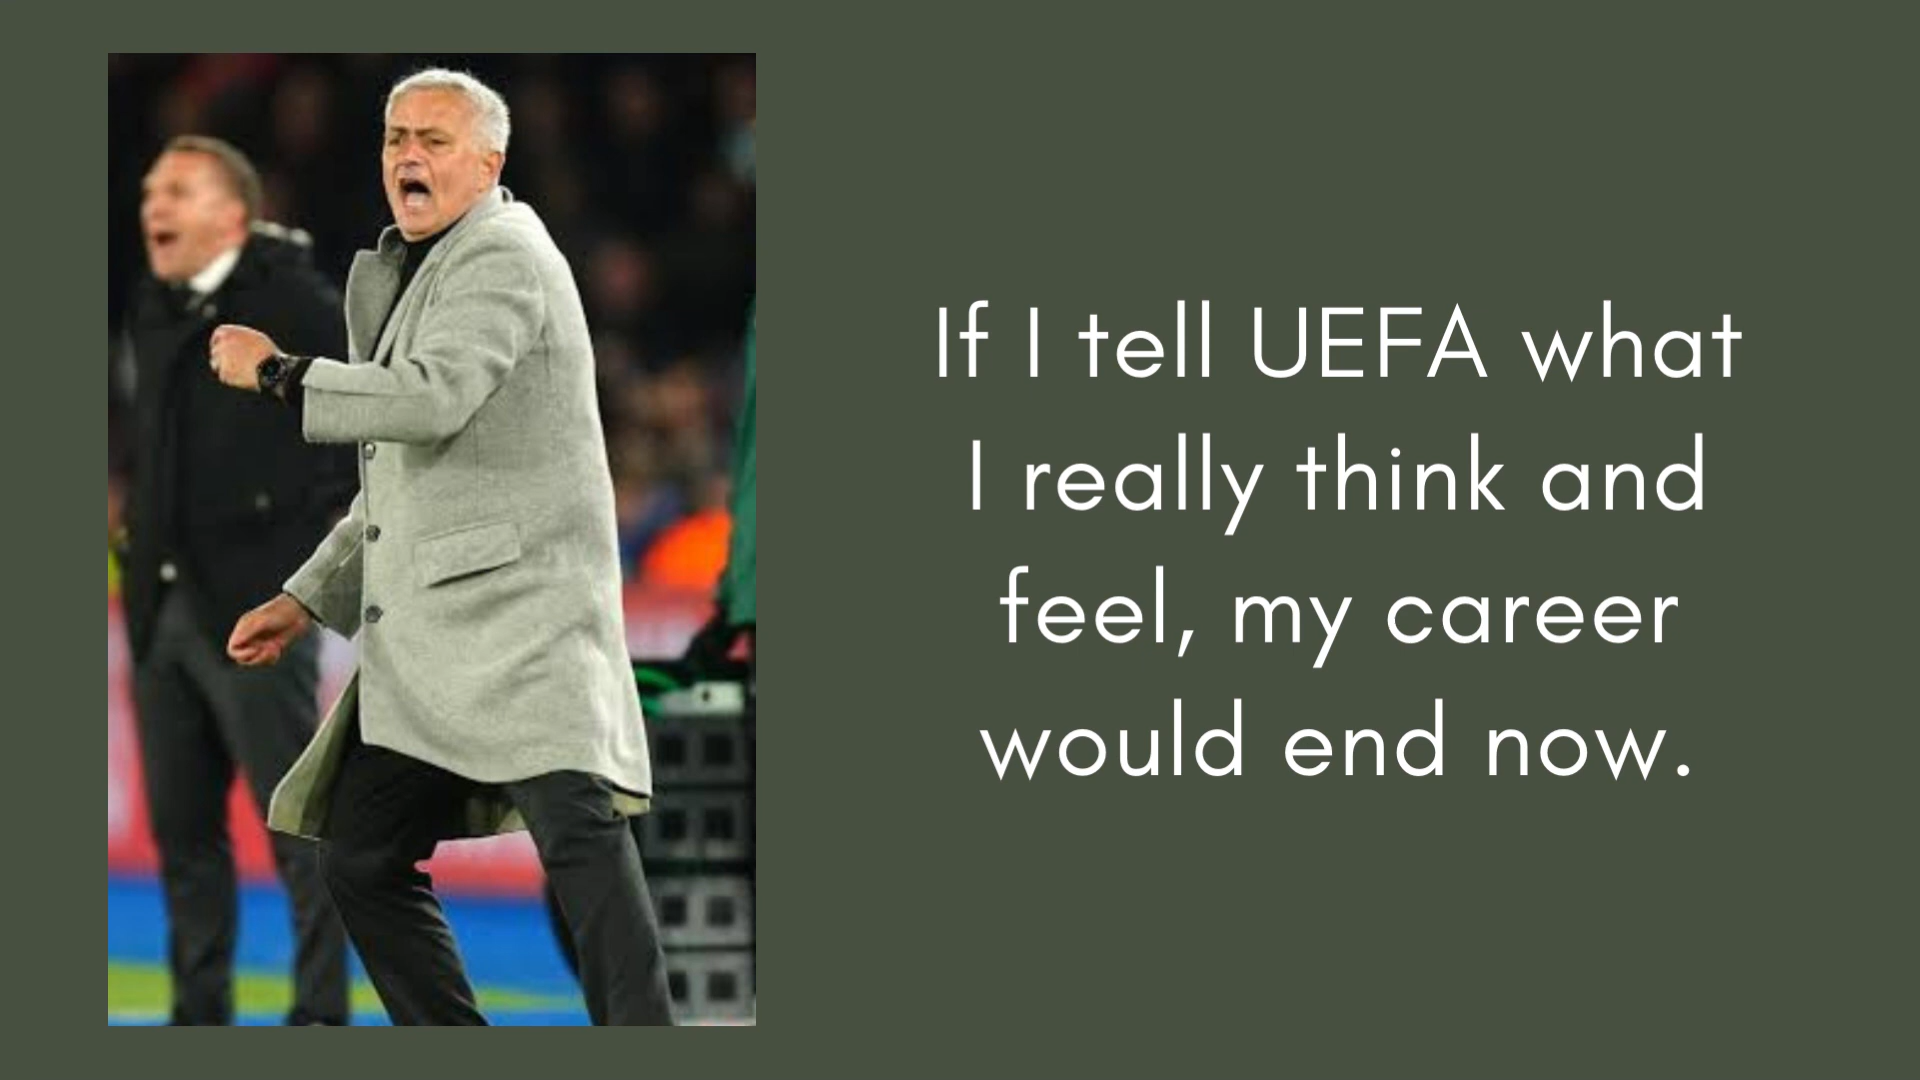 If I tell UEFA what
I really think and
feel, my career
would end now.